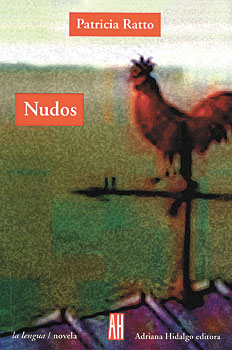 Patricia Ratto
Nudos
la lengua / novela
AH
Adriana Hidalgo editora